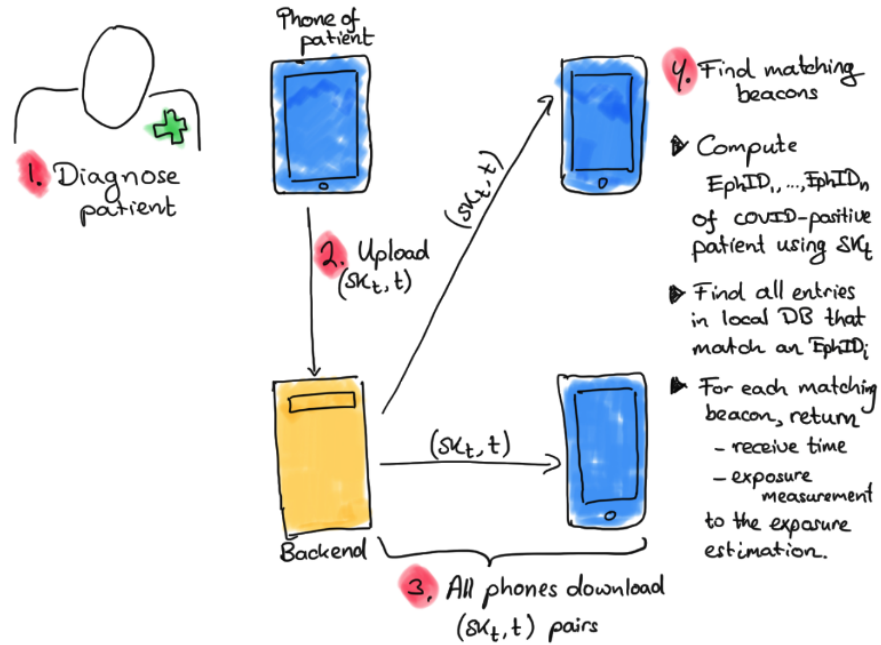 Phone of
patient
1. Diagnose
patient
2. Upload
(SKt, t)
(SKt, t)
(SKt, t)
Backend
3. All phones download
(SKt, t) pairs
4. Find matching
beacons
▶ Compute
EphID1,...,EphIDn
of COVID-positive
patient using SKt
▶ Find all entries
in local DB that
match an EphIDi
▶ For each matching
beacon, return
- receive time
- exposure
measurement
to the exposure
estimation.